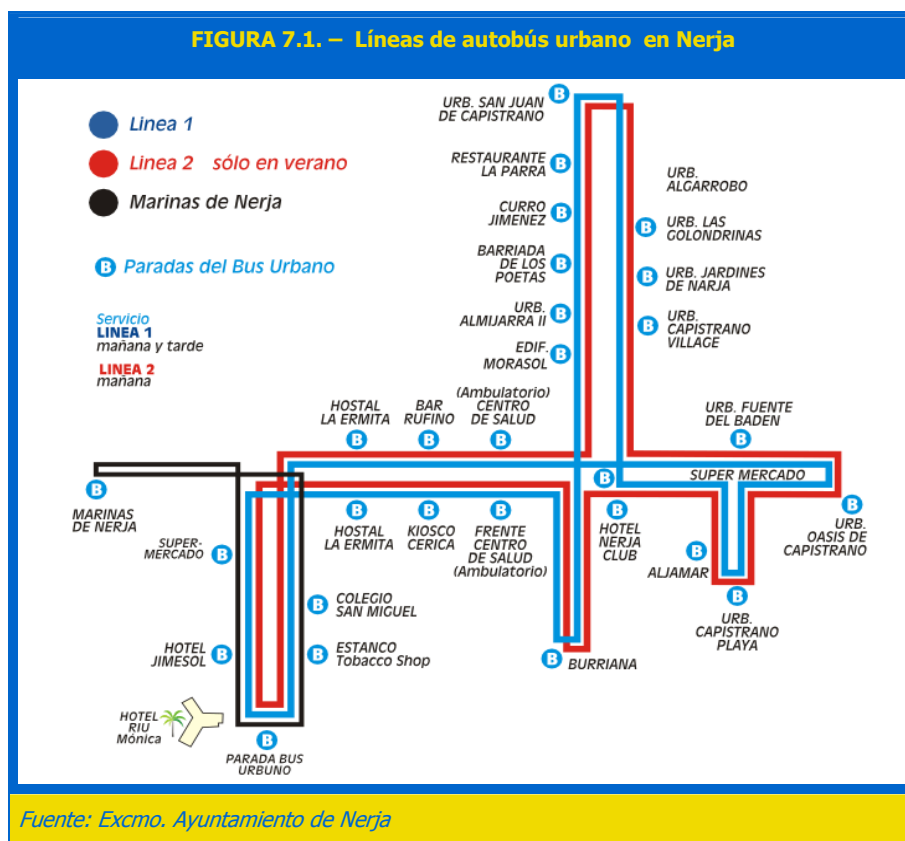 FIGURA 7.1. – Líneas de autobús urbano en Nerja
Linea 1
Linea 2 sólo en verano
Marinas de Nerja
B Paradas del Bus Urbano
Servicio
LINEA 1
mañana y tarde
LINEA 2
mañana
URB. SAN JUAN
DE CAPISTRANO
B
RESTAURANTE
LA PARRA
B
CURRO
JIMENEZ
B
BARRIADA
DE LOS
POETAS
B
URB.
ALMIJARRA II
B
EDIF.
MORASOL
B
URB.
ALGARROBO
B
URB. LAS
GOLONDRINAS
B
URB. JARDINES
DE NARJA
B
URB.
CAPISTRANO
VILLAGE
HOSTAL
LA ERMITA
B
BAR
RUFINO
B
(Ambulatorio)
CENTRO
DE SALUD
B
URB. FUENTE
DEL BADEN
B
SUPER MERCADO
B
B
MARINAS
DE NERJA
SUPER-
MERCADO
B
B
HOSTAL
LA ERMITA
B
KIOSCO
CERICA
B
FRENTE
CENTRO
DE SALUD
(Ambulatorio)
B
HOTEL
NERJA
CLUB
B
ALJAMAR
B
URB.
OASIS DE
CAPISTRANO
B
URB.
CAPISTRANO
PLAYA
B
COLEGIO
SAN MIGUEL
B
ESTANCO
Tobacco Shop
HOTEL
JIMESOL
B
B
BURRIANA
HOTEL
RIU
Mónica
B
PARADA BUS
URBUNO
Fuente: Excmo. Ayuntamiento de Nerja